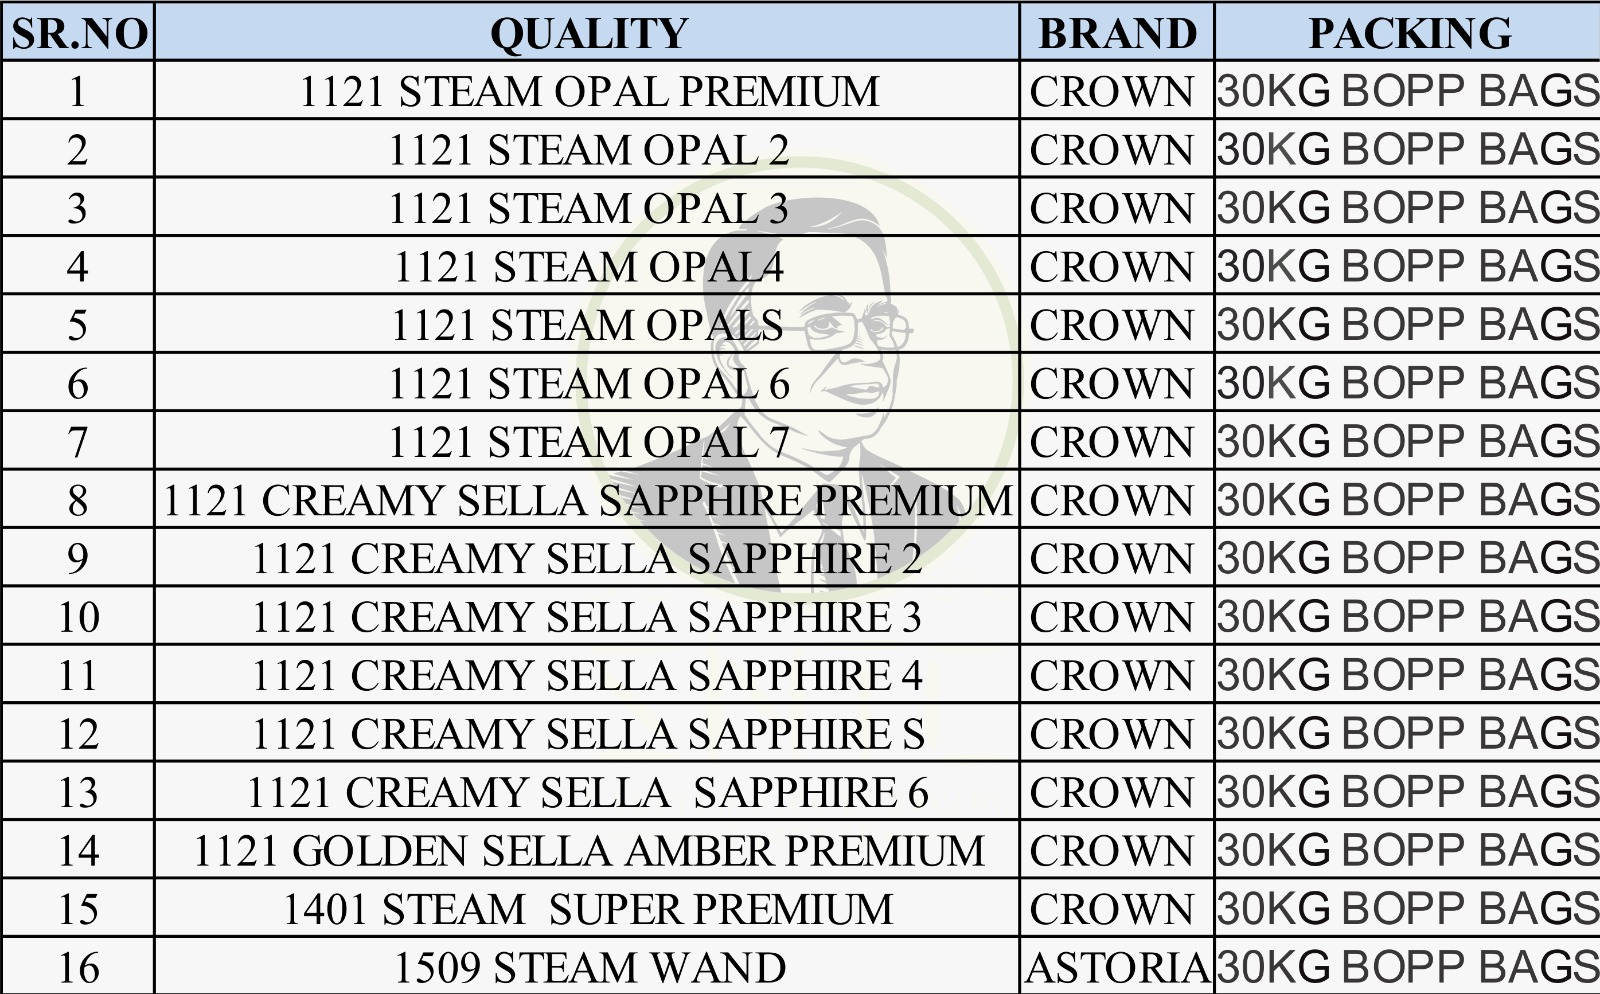 SR.NO QUALITY BRAND PACKING
1 1121 STEAM OPAL PREMIUM CROWN 30KG BOPP BAGS
2 1121 STEAM OPAL 2 CROWN 30KG BOPP BAGS
3 1121 STEAM OPAL 3 CROWN 30KG BOPP BAGS
4 1121 STEAM OPAL4 CROWN 30KG BOPP BAGS
5 1121 STEAM OPALS CROWN 30KG BOPP BAGS
6 1121 STEAM OPAL 6 CROWN 30KG BOPP BAGS
7 1121 STEAM OPAL 7 CROWN 30KG BOPP BAGS
8 1121 CREAMY SELLA SAPPHIRE PREMIUM CROWN 30KG BOPP BAGS
9 1121 CREAMY SELLA SAPPHIRE 2 CROWN 30KG BOPP BAGS
10 1121 CREAMY SELLA SAPPHIRE 3 CROWN 30KG BOPP BAGS
11 1121 CREAMY SELLA SAPPHIRE 4 CROWN 30KG BOPP BAGS
12 1121 CREAMY SELLA SAPPHIRE S CROWN 30KG BOPP BAGS
13 1121 CREAMY SELLA  SAPPHIRE 6 CROWN 30KG BOPP BAGS
14 1121 GOLDEN SELLA AMBER PREMIUM CROWN 30KG BOPP BAGS
15 1401 STEAM  SUPER PREMIUM CROWN 30KG BOPP BAGS
16 1509 STEAM WAND ASTORIA 30KG BOPP BAGS